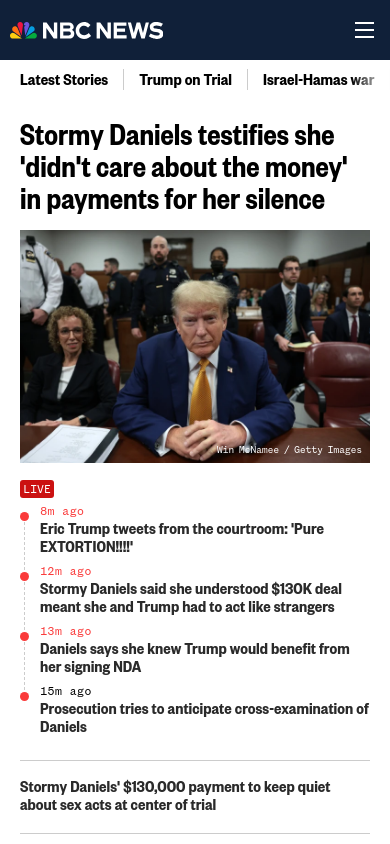 NBC NEWS
Latest Stories
Trump on Trial
Israel-Hamas war
Stormy Daniels testifies she
'didn't care about the money'
in payments for her silence
Win McNamee / Getty Images
LIVE
8m ago
Eric Trump tweets from the courtroom: 'Pure
EXTORTION!!!!'
12m ago
Stormy Daniels said she understood $130K deal
meant she and Trump had to act like strangers
13m ago
Daniels says she knew Trump would benefit from
her signing NDA
15m ago
Prosecution tries to anticipate cross-examination of
Daniels
Stormy Daniels' $130,000 payment to keep quiet
about sex acts at center of trial